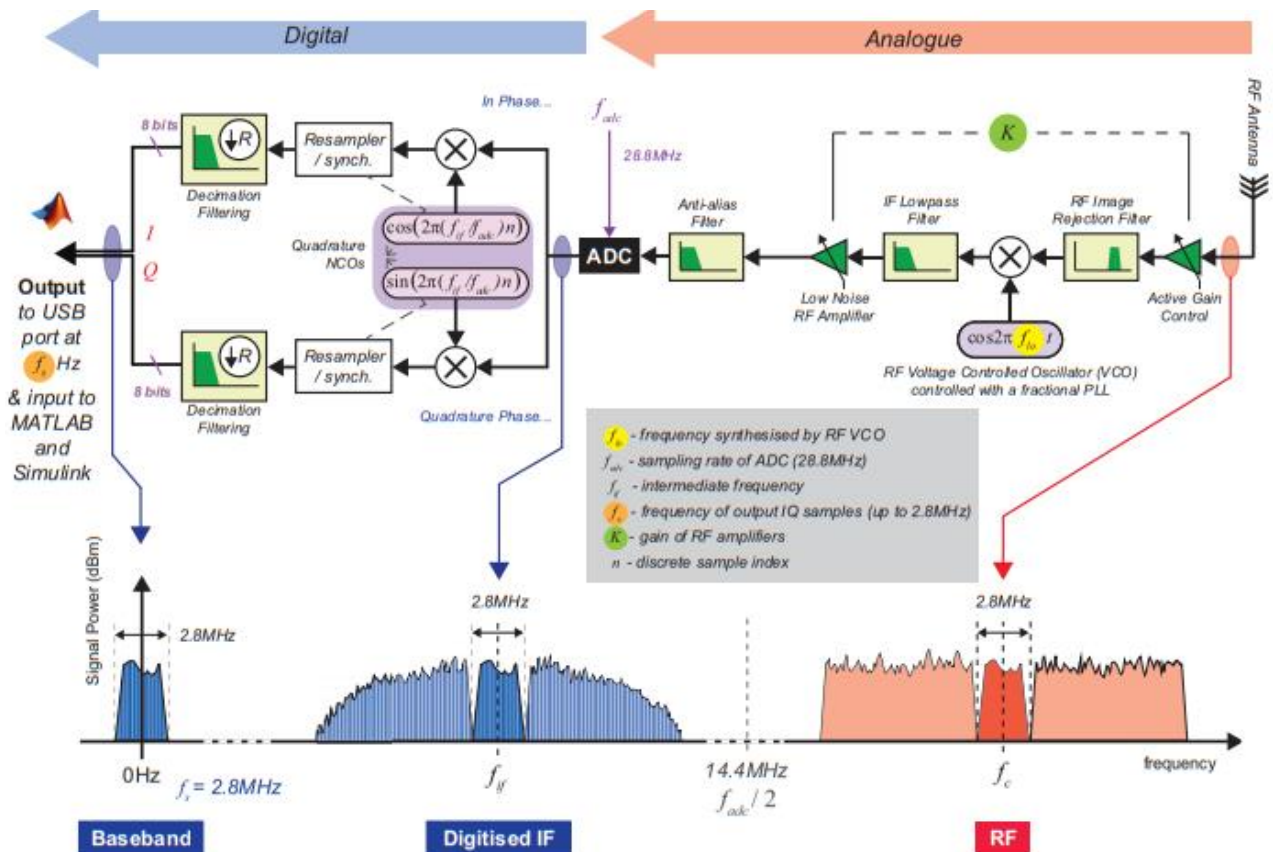 Digital
Analogue
In Phase...
f_adc
28.8MHz
RF Antenna
8 bits
R
Resampler
/ synch.
Decimation
Filtering
K
Anti-alias
Filter
IF Lowpass
Filter
RF Image
Rejection Filter
I
Q
Quadrature
NCOs
cos(2π(f_if/f_adc)n)
sin(2π(f_if/f_adc)n)
ADC
Low Noise
RF Amplifier
Active Gain
Control
cos2π f_lo t
RF Voltage Controlled Oscillator (VCO)
controlled with a fractional PLL
Output
to USB
port at
f_s Hz
& input to
MATLAB
and
Simulink
R
Resampler
/ synch.
8 bits
Decimation
Filtering
Quadrature Phase...
f_lo - frequency synthesised by RF VCO
f_adc - sampling rate of ADC (28.8MHz)
f_if - intermediate frequency
f_s - frequency of output IQ samples (up to 2.8MHz)
K - gain of RF amplifiers
n - discrete sample index
Signal Power (dBm)
2.8MHz
2.8MHz
2.8MHz
0Hz
f_s = 2.8MHz
f_if
14.4MHz
f_adc/2
f_c
frequency
Baseband
Digitised IF
RF